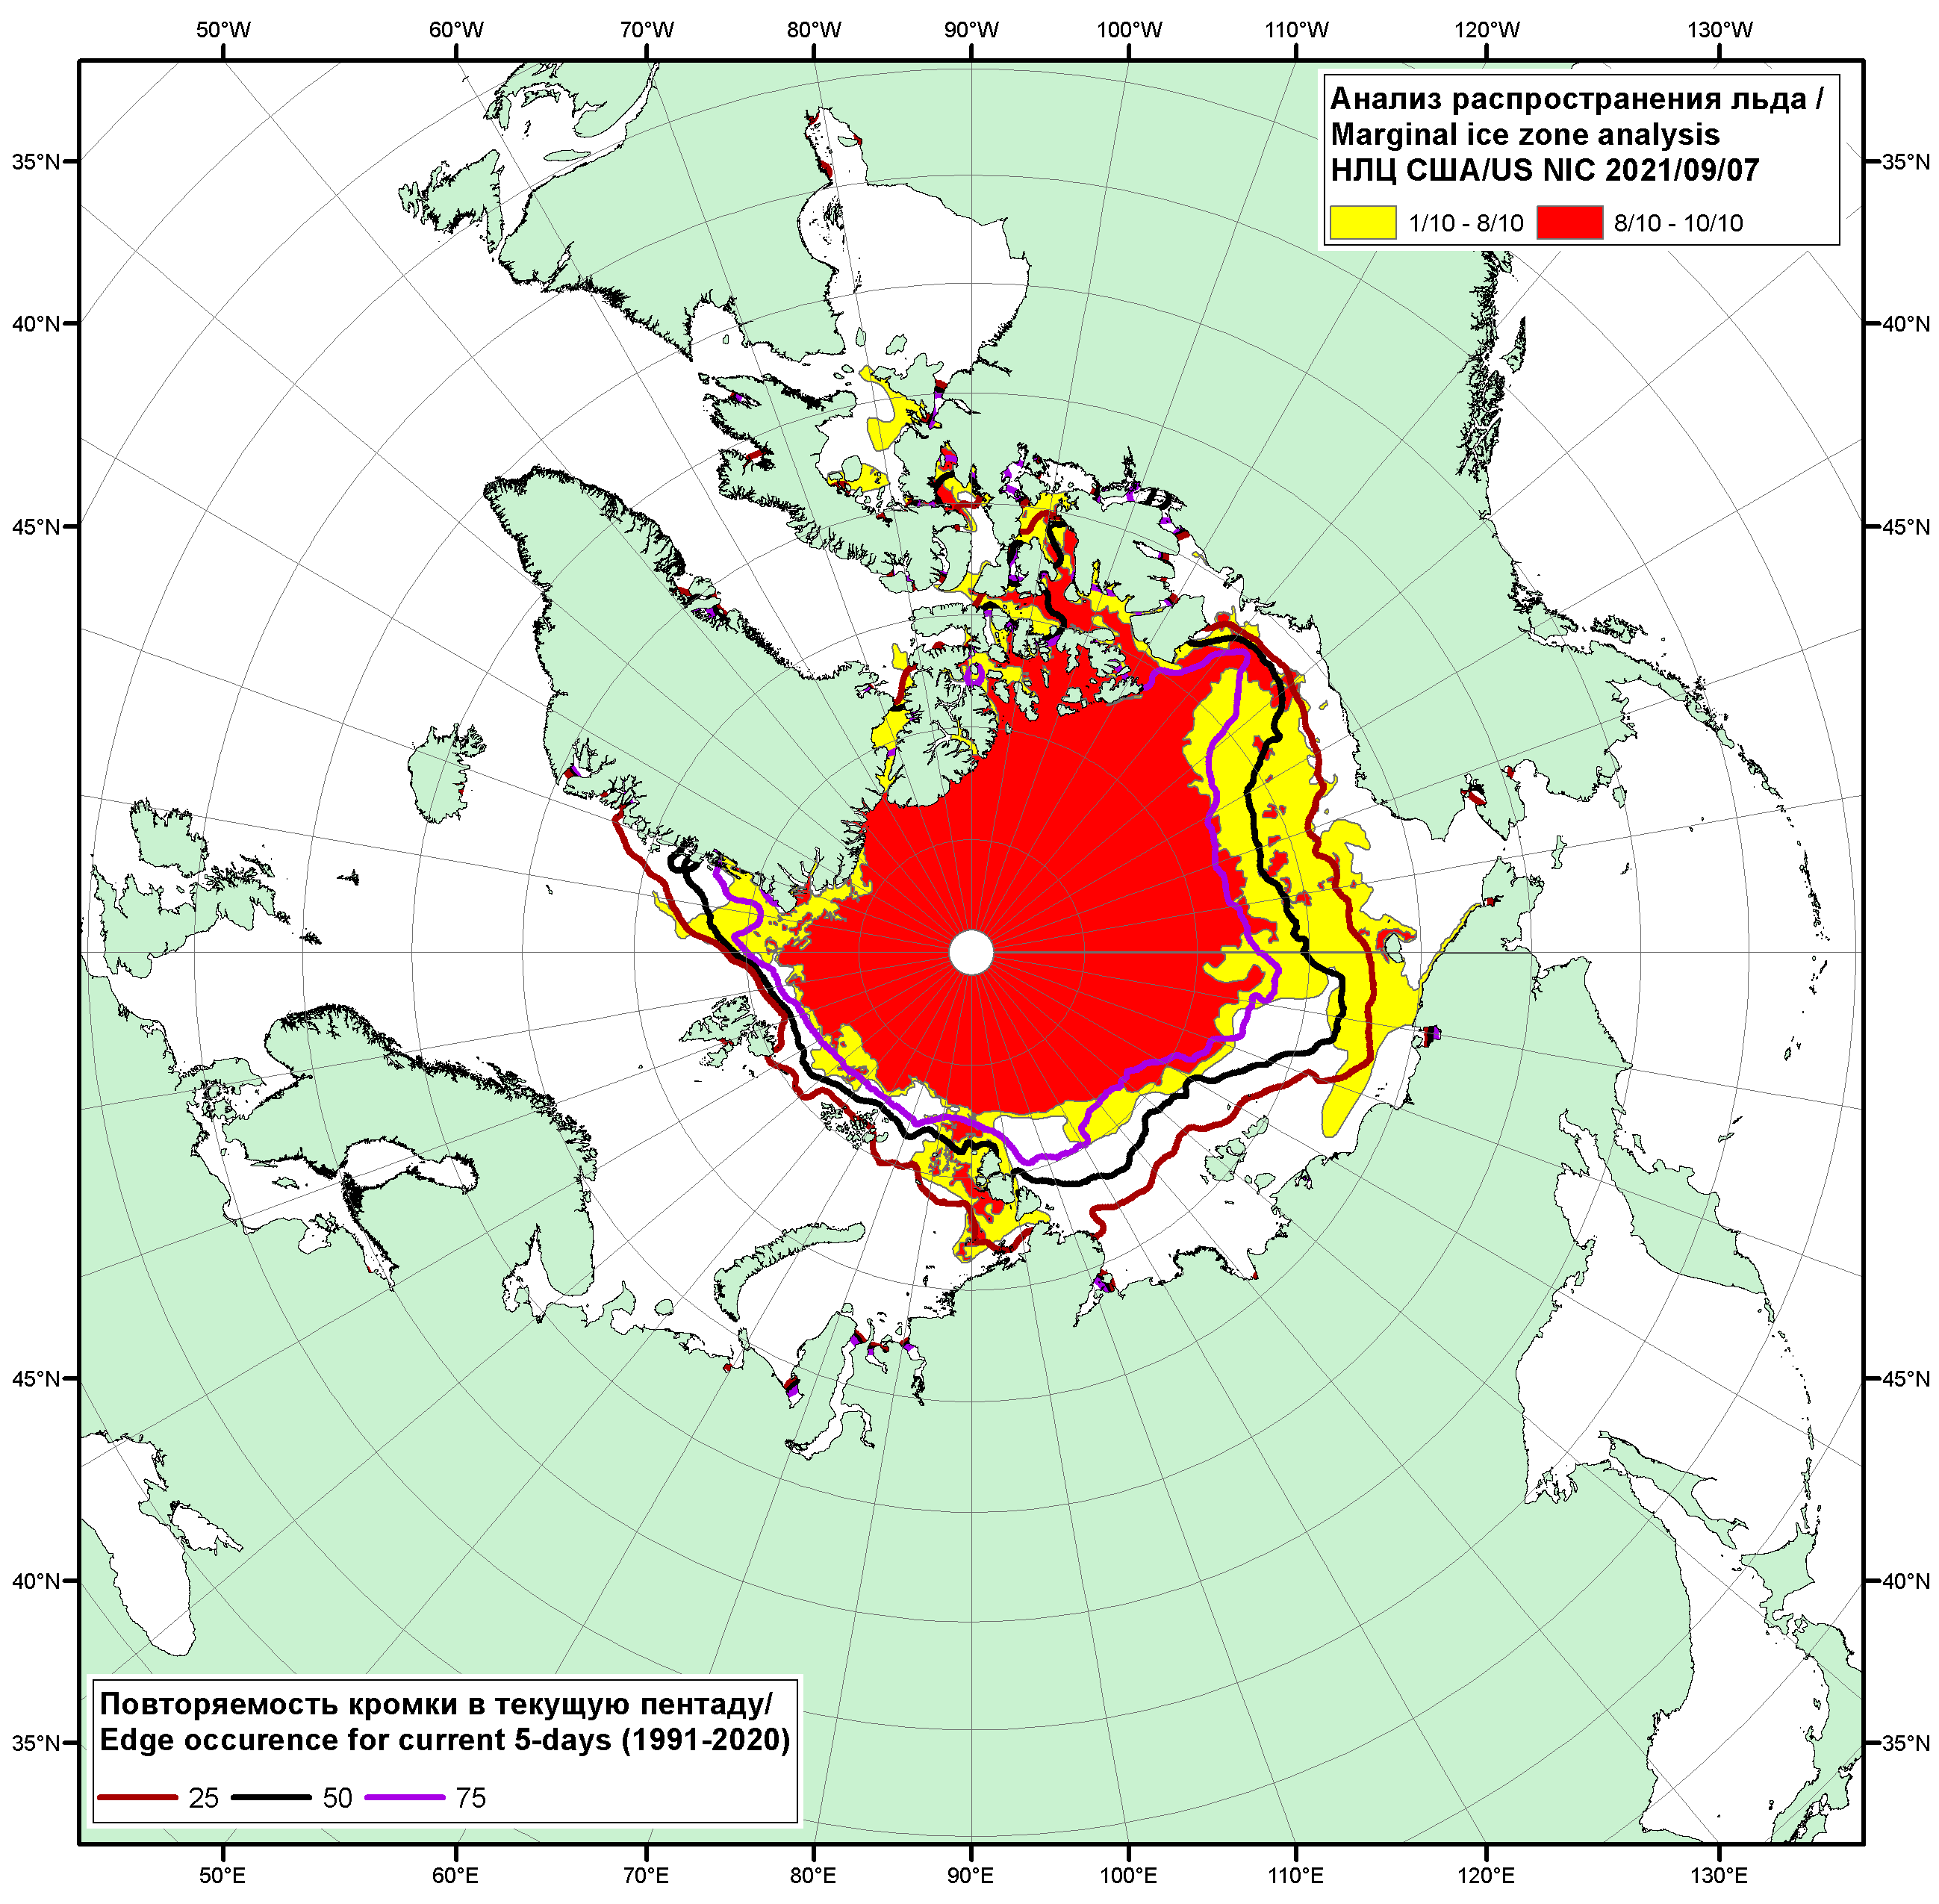 50°W 60°W 70°W 80°W 90°W 100°W 110°W 120°W 130°W
Анализ распространения льда /
Marginal ice zone analysis
НЛЦ США/US NIC 2021/09/07
1/10 - 8/10 8/10 - 10/10
35°N 35°N
40°N 40°N
45°N 45°N
45°N 45°N
40°N 40°N
35°N 35°N
Повторяемость кромки в текущую пентаду/
Edge occurence for current 5-days (1991-2020)
25 50 75
50°E 60°E 70°E 80°E 90°E 100°E 110°E 120°E 130°E